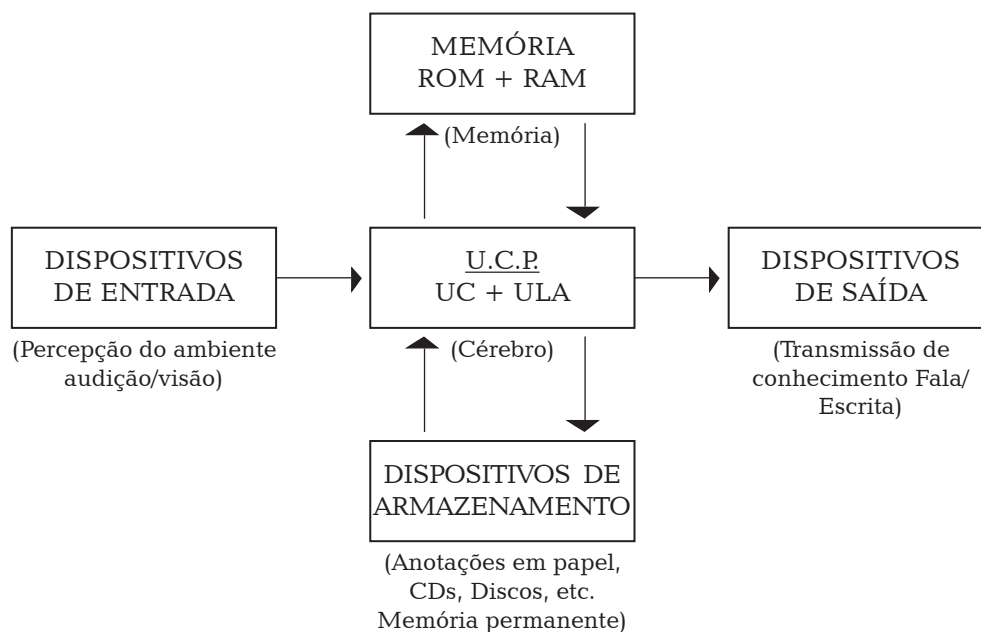 MEMÓRIA
ROM + RAM
(Memória)
DISPOSITIVOS
DE ENTRADA
(Percepção do ambiente
audição/visão)
U.C.P.
UC + ULA
(Cérebro)
DISPOSITIVOS
DE SAÍDA
(Transmissão de
conhecimento Fala/
Escrita)
DISPOSITIVOS DE
ARMAZENAMENTO
(Anotações em papel,
CDs, Discos, etc.
Memória permanente)